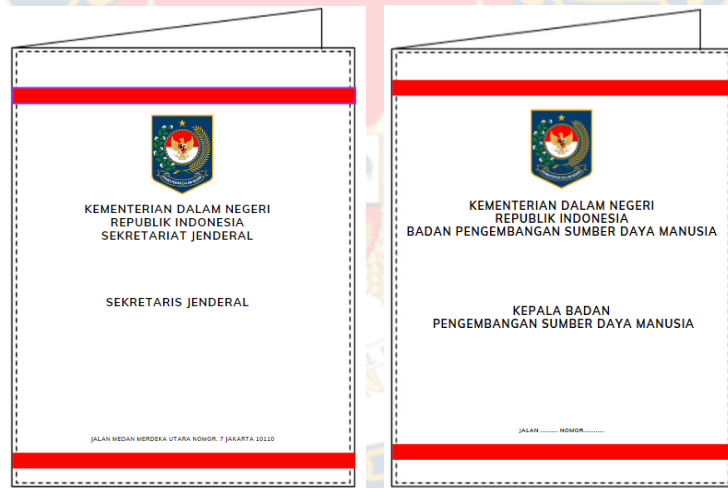 KEMENTERIAN DALAM NEGERI
REPUBLIK INDONESIA
SEKRETARIAT JENDERAL
SEKRETARIS JENDERAL
JALAN MEDAN MERDEKA UTARA NOMOR. 7 JAKARTA 10110
KEMENTERIAN DALAM NEGERI
REPUBLIK INDONESIA
BADAN PENGEMBANGAN SUMBER DAYA MANUSIA
KEPALA BADAN
PENGEMBANGAN SUMBER DAYA MANUSIA
JALAN ......... NOMOR...........